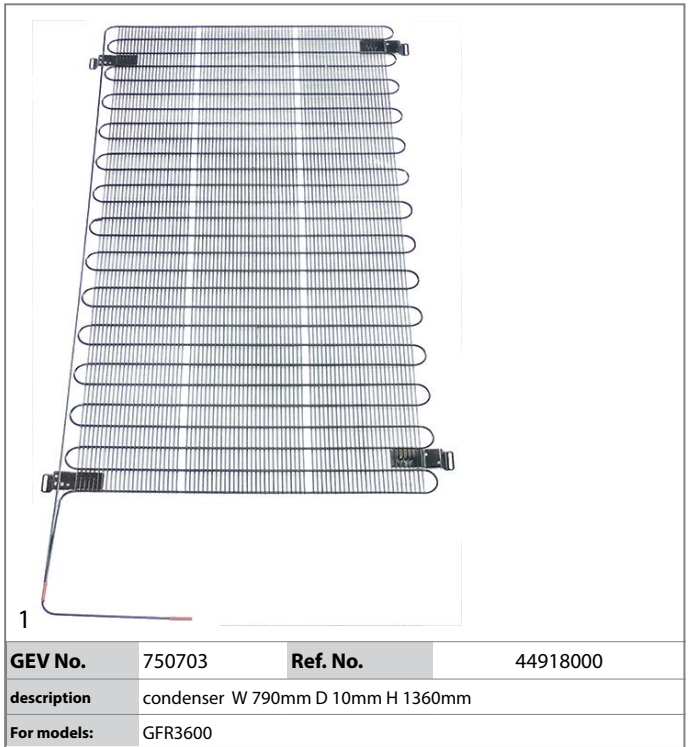 1
GEV No. 750703 Ref. No. 44918000
description condenser W 790mm D 10mm H 1360mm
For models: GFR3600